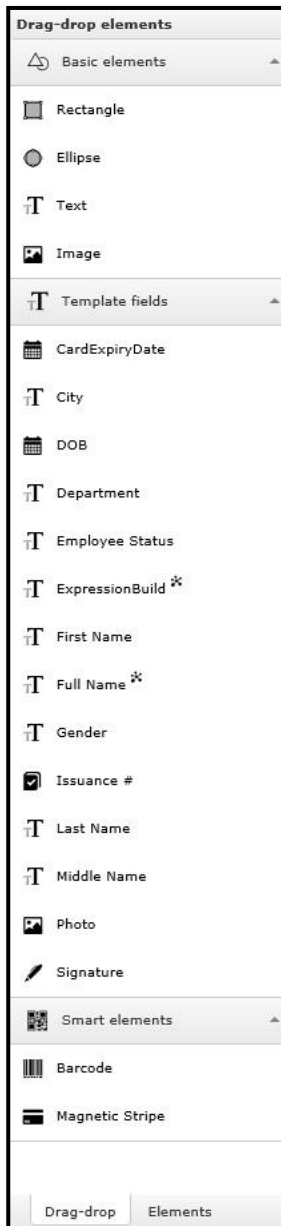 Drag-drop elements
Basic elements
Rectangle
Ellipse
Text
Image
Template fields
CardExpiryDate
City
DOB
Department
Employee Status
ExpressionBuild
First Name
Full Name
Gender
Issuance #
Last Name
Middle Name
Photo
Signature
Smart elements
Barcode
Magnetic Stripe
Drag-drop Elements